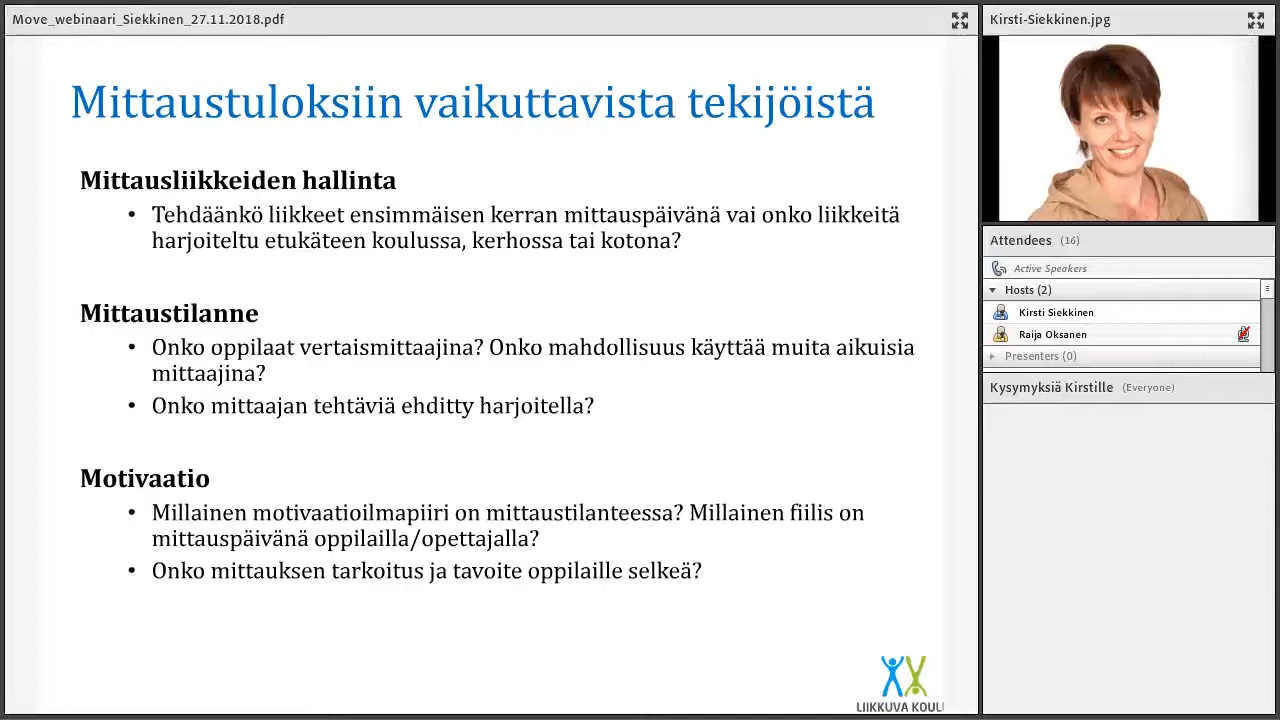 Move_webinaari_Siekkinen_27.11.2018.pdf
Mittaustuloksiin vaikuttavista tekijöistä
Mittausliikkeiden hallinta
• Tehdäänkö liikkeet ensimmäisen kerran mittauspäivänä vai onko liikkeitä
harjoiteltu etukäteen koulussa, kerhossa tai kotona?
Mittaustilanne
• Onko oppilaat vertaismittaajina? Onko mahdollisuus käyttää muita aikuisia
mittaajina?
• Onko mittaajan tehtäviä ehditty harjoitella?
Motivaatio
• Millainen motivaatioilmapiiri on mittaustilanteessa? Millainen fiilis on
mittauspäivänä oppilailla/opettajalla?
• Onko mittauksen tarkoitus ja tavoite oppilaille selkeä?
LIIKKUVA KOUL
Kirsti-Siekkinen.jpg
Attendees (16)
Active Speakers
Hosts (2)
Kirsti Siekkinen
Raija Oksanen
Presenters (0)
Kysymyksiä Kirstille (Everyone)